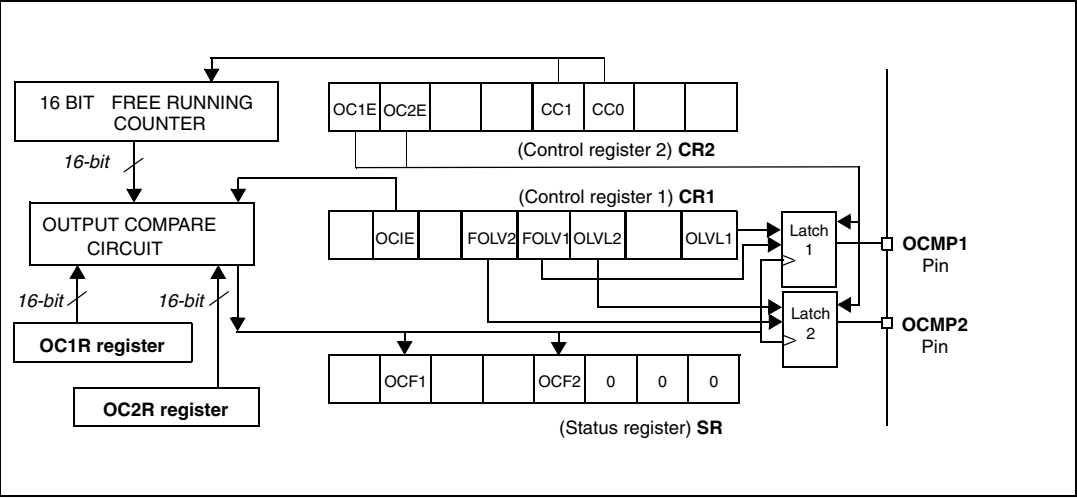 16 BIT FREE RUNNING
COUNTER
OC1E OC2E CC1 CC0
(Control register 2) CR2
16-bit
(Control register 1) CR1
OUTPUT COMPARE
CIRCUIT
OCIE FOLV2 FOLV1 OLVL2 OLVL1
Latch
1
OCMP1
Pin
16-bit
16-bit
Latch
2
OCMP2
Pin
OC1R register
OCF1 OCF2 0 0 0
OC2R register
(Status register) SR